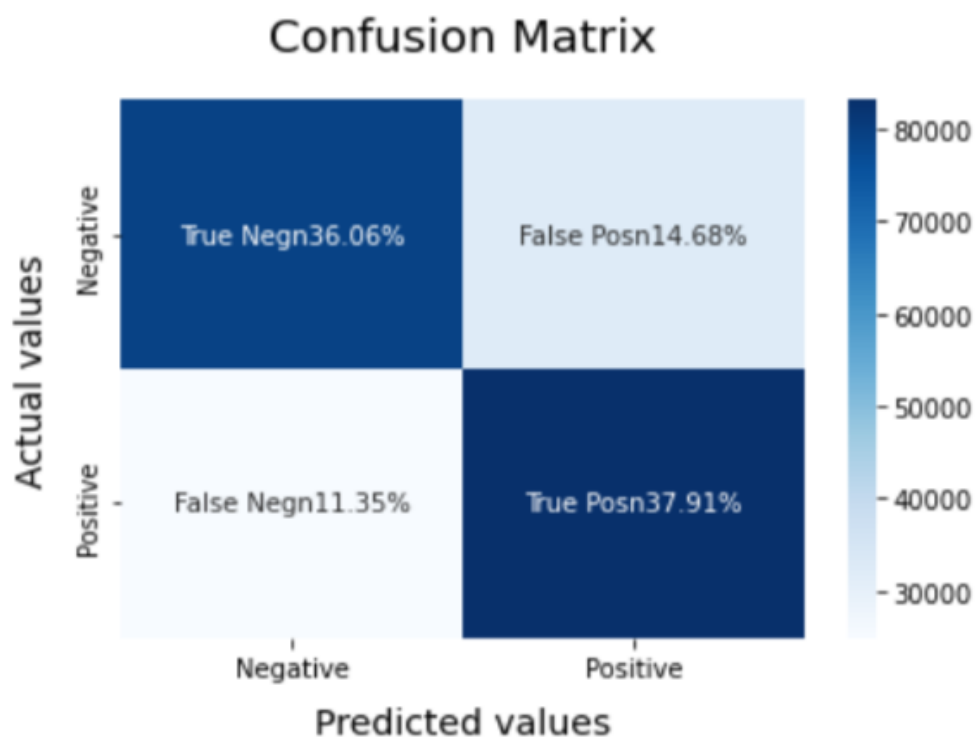 Confusion Matrix
Actual values
Negative
Positive
True Negn36.06%
False Posn14.68%
False Negn11.35%
True Posn37.91%
Negative
Positive
Predicted values
80000
70000
60000
50000
40000
30000